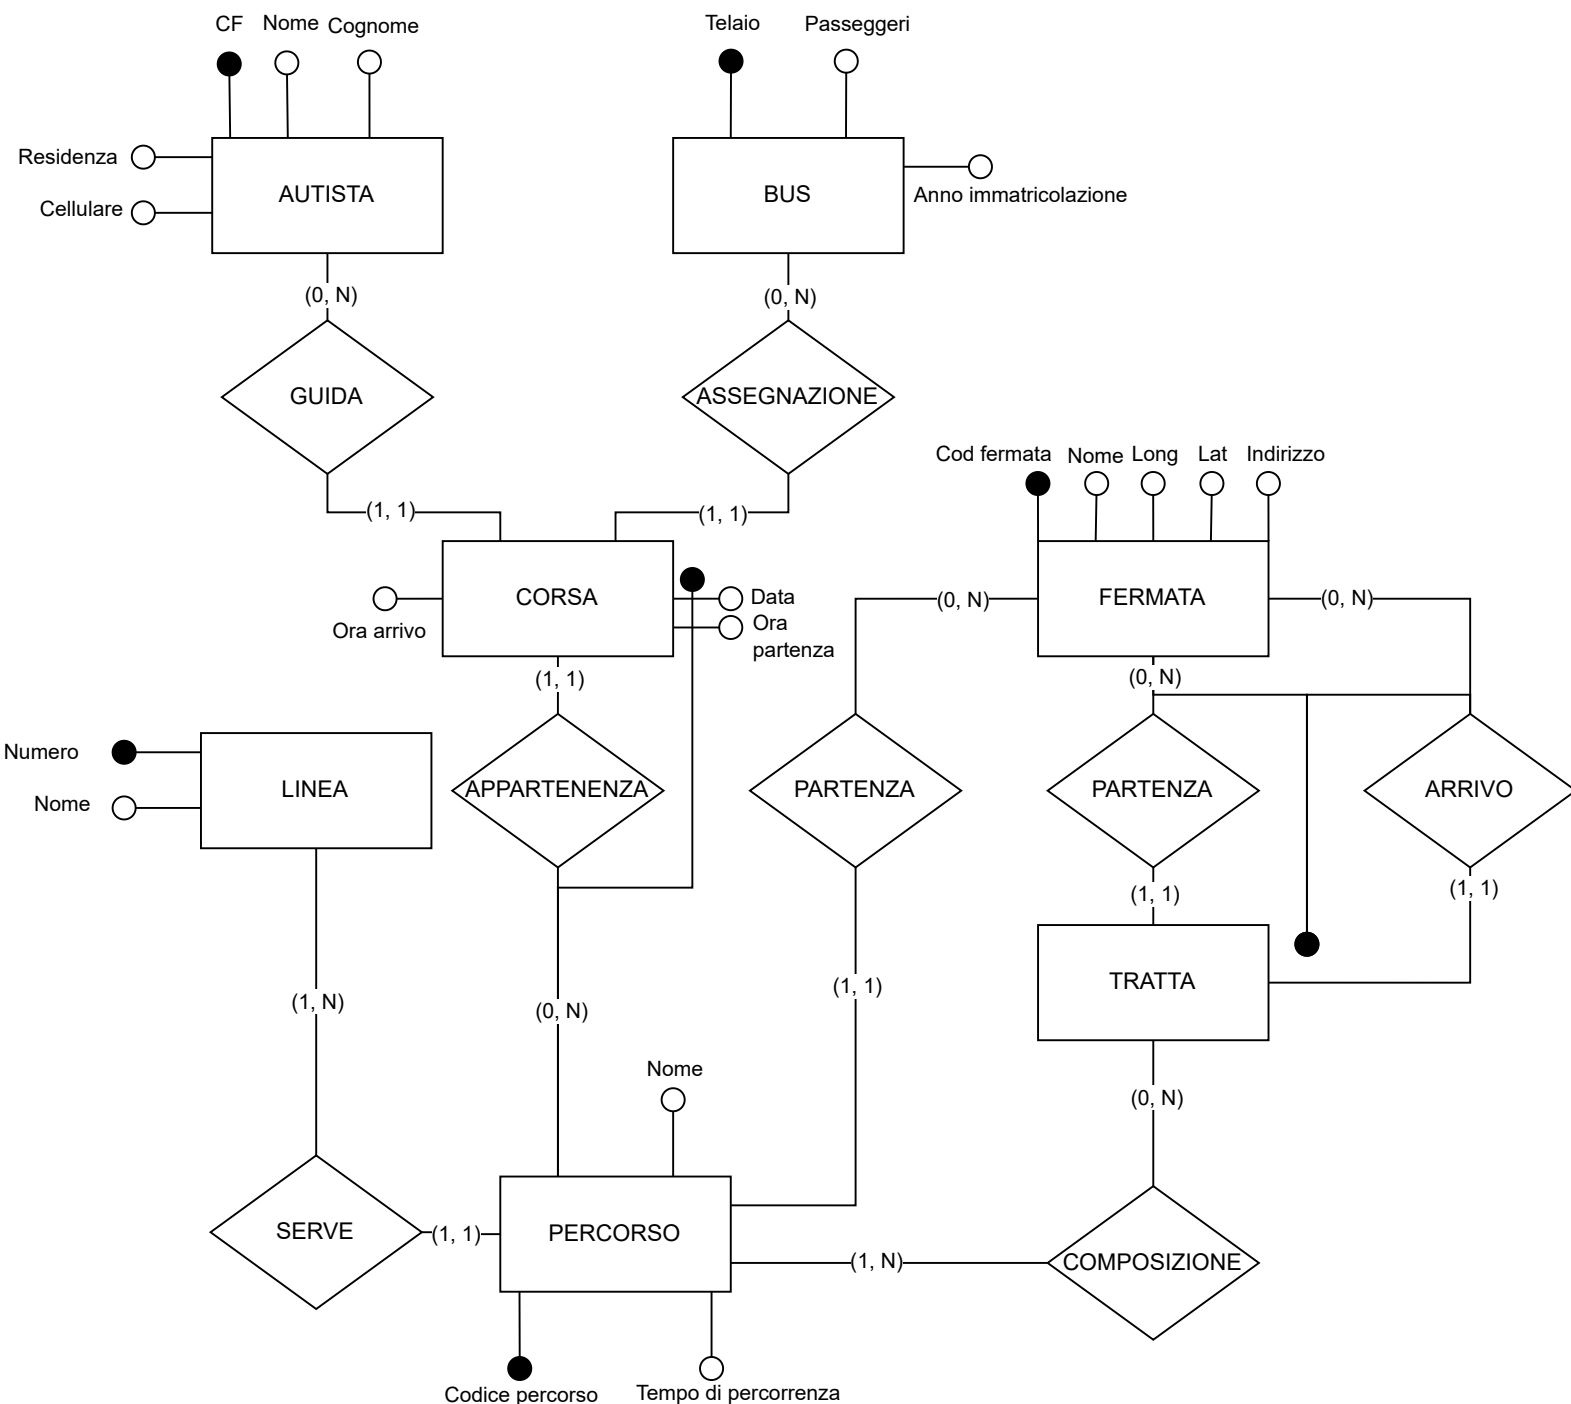 CF
Nome
Cognome
Telaio
Passeggeri
Residenza
AUTISTA
Cellulare
BUS
Anno immatricolazione
(0, N)
(0, N)
GUIDA
ASSEGNAZIONE
Cod fermata
Nome
Long
Lat
Indirizzo
(1, 1)
(1, 1)
CORSA
Data
Ora
partenza
Ora arrivo
(0, N)
FERMATA
(0, N)
(1, 1)
(0, N)
Numero
Nome
LINEA
APPARTENENZA
PARTENZA
PARTENZA
ARRIVO
(1, 1)
(1, 1)
(1, N)
(0, N)
(1, 1)
TRATTA
Nome
(0, N)
SERVE
(1, 1)
PERCORSO
(1, N)
COMPOSIZIONE
Codice percorso
Tempo di percorrenza